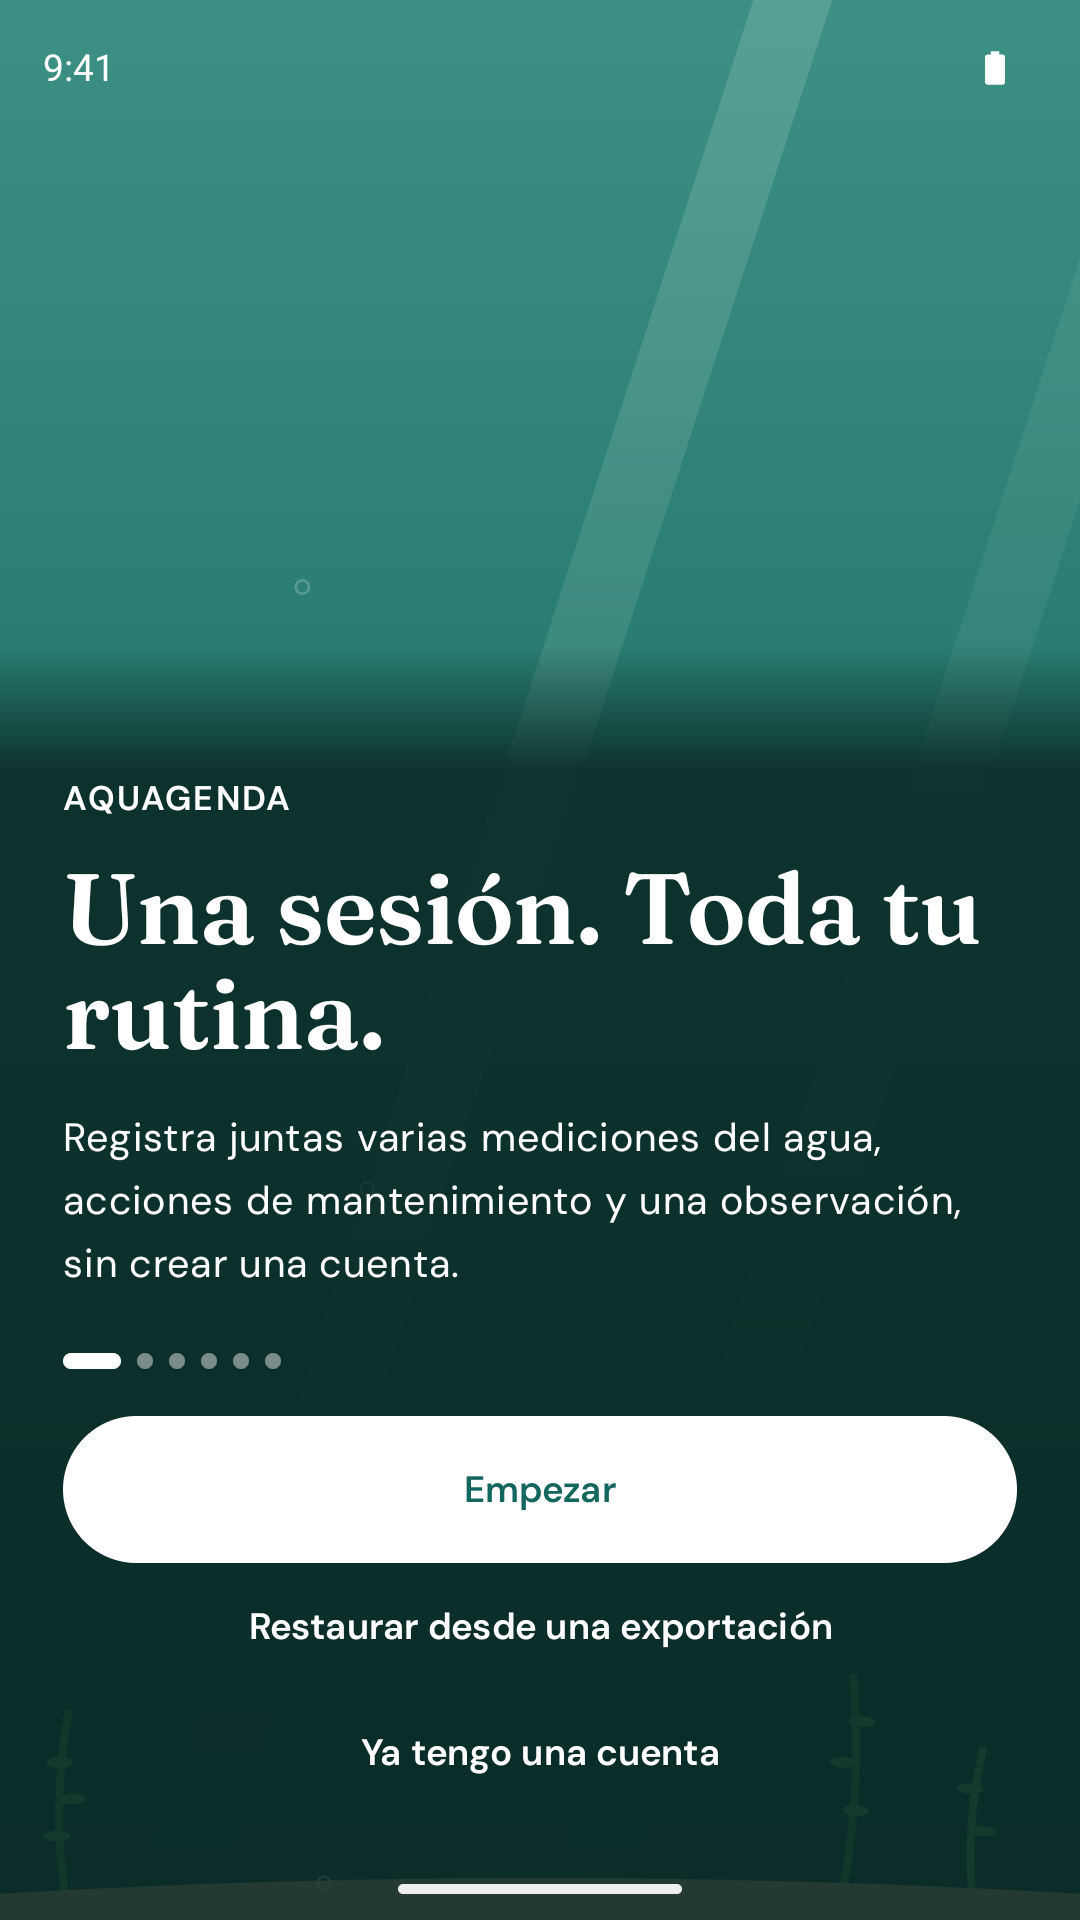 9:41
AQUAGENDA
Una sesión. Toda tu
rutina.
Registra juntas varias mediciones del agua,
acciones de mantenimiento y una observación,
sin crear una cuenta.
Empezar
Restaurar desde una exportación
Ya tengo una cuenta